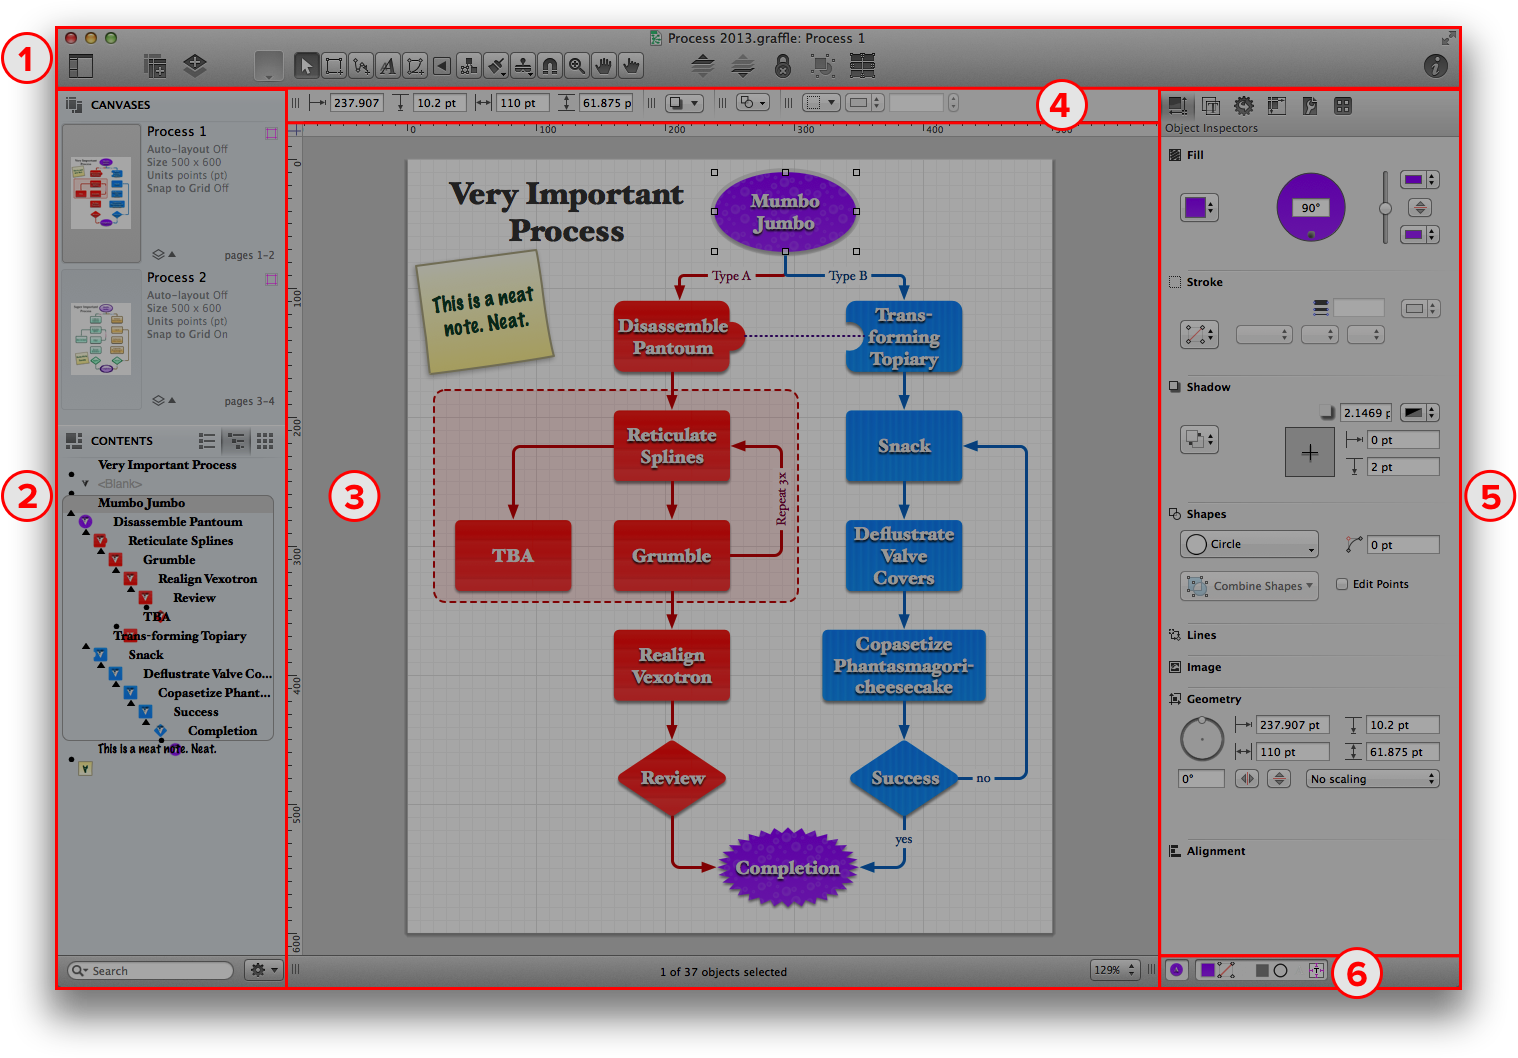 1
Process 2013.graffle: Process 1
i
4
237.907
10.2 pt
110 pt
61.875 p
CANVASES
Process 1
Auto-layout Off
Size 500 x 600
Units points (pt)
Snap to Grid Off
pages 1–2
Process 2
Auto-layout Off
Size 500 x 600
Units points (pt)
Snap to Grid On
pages 3–4
2
CONTENTS
Very Important Process
<Blank>
Mumbo Jumbo
Disassemble Pantoum
Reticulate Splines
Grumble
Realign Vexotron
Review
TBA
Trans-forming Topiary
Snack
Deflustrate Valve Co...
Copasetize Phant...
Success
Completion
This is a neat note. Neat.
Search
3
0
100
200
300
400
0
100
200
300
400
500
600
Very Important
Process
This is a neat
note. Neat.
Mumbo
Jumbo
Type A
Type B
Disassemble
Pantoum
Trans-
forming
Topiary
Reticulate
Splines
Snack
Repeat 3x
TBA
Grumble
Deflustrate
Valve
Covers
Realign
Vexotron
Copasetize
Phantasmagori-
cheesecake
Review
Success
no
yes
Completion
1 of 37 objects selected
129%
5
Object Inspectors
Fill
90°
Stroke
Shadow
2.1469 p
0 pt
2 pt
Shapes
Circle
0 pt
Combine Shapes
Edit Points
Lines
Image
Geometry
237.907 pt
10.2 pt
110 pt
61.875 pt
0°
No scaling
Alignment
6